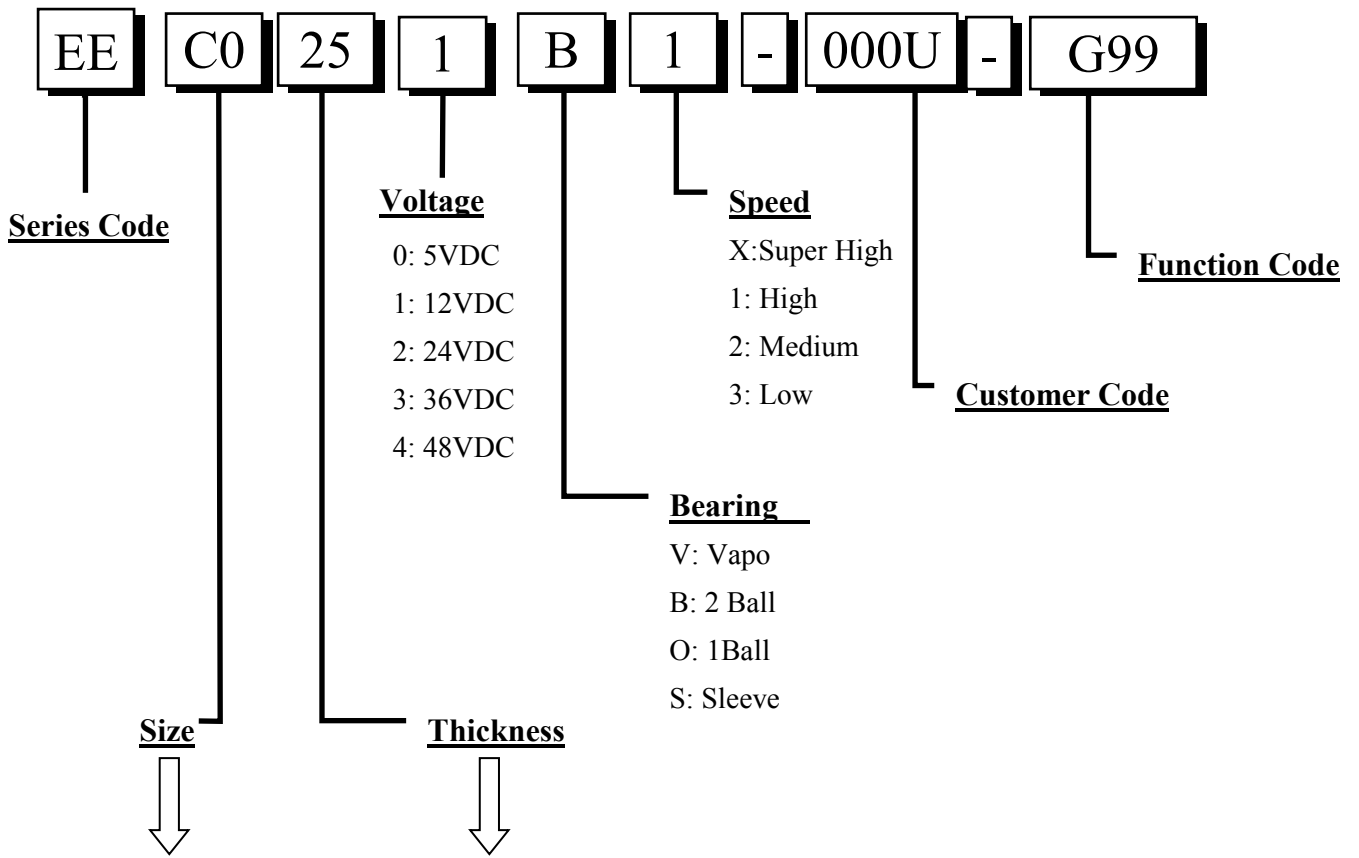 EE C0 25 1 B 1 - 000U - G99
Series Code
Voltage
0: 5VDC
1: 12VDC
2: 24VDC
3: 36VDC
4: 48VDC
Speed
X:Super High
1: High
2: Medium
3: Low
Function Code
Customer Code
Bearing
V: Vapo
B: 2 Ball
O: 1Ball
S: Sleeve
Size
Thickness